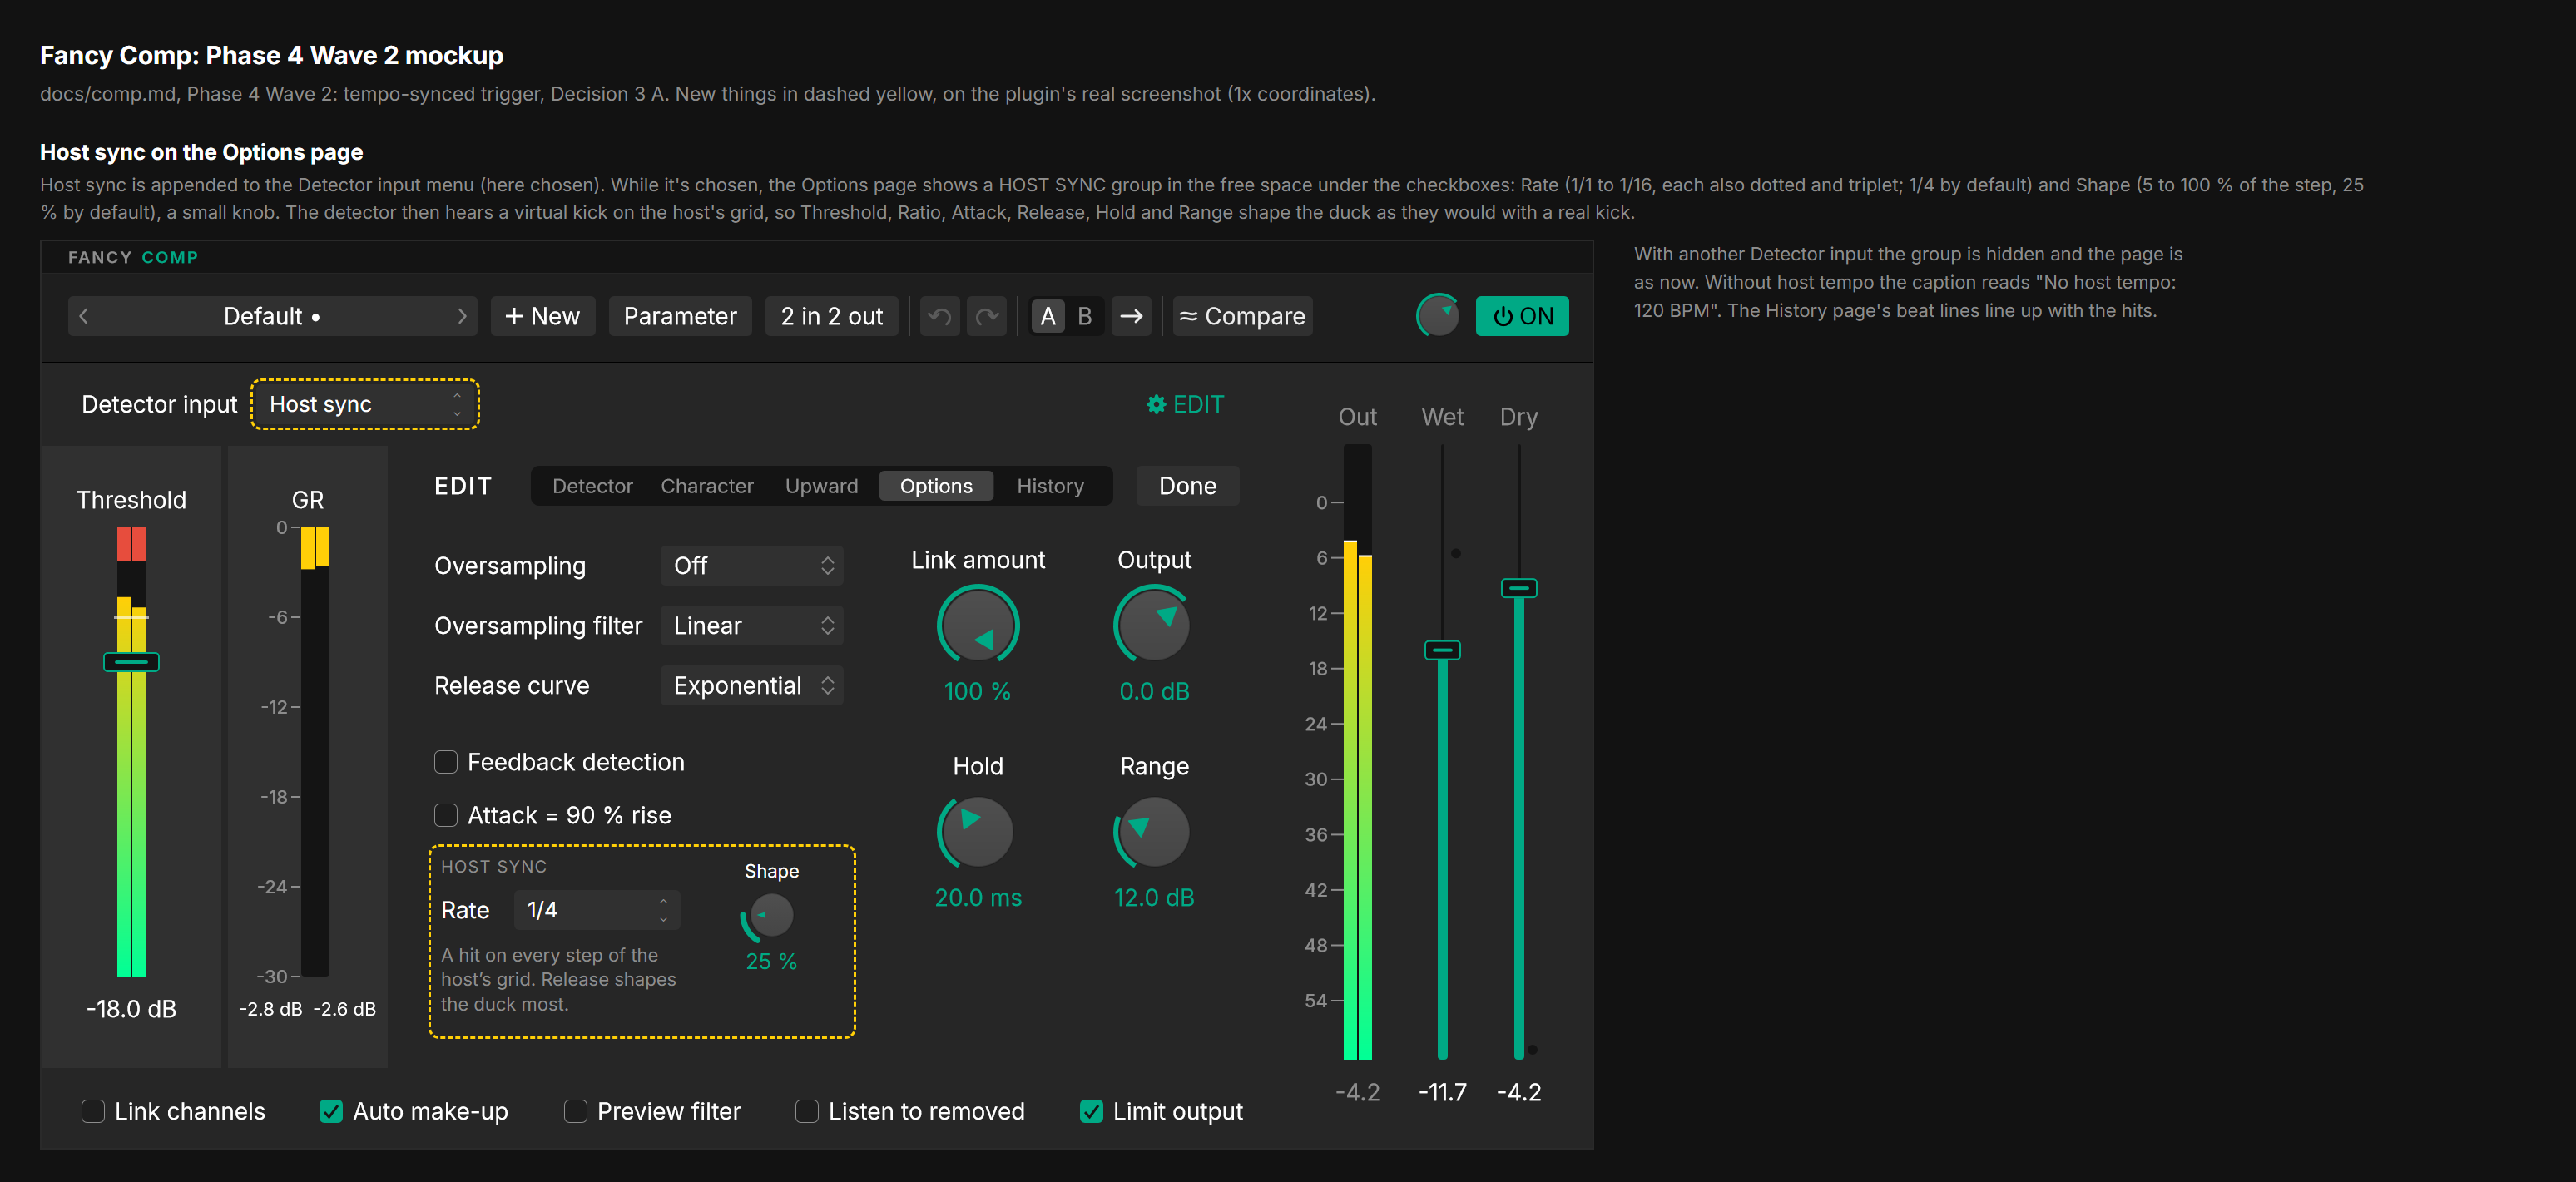 Fancy Comp: Phase 4 Wave 2 mockup
docs/comp.md, Phase 4 Wave 2: tempo-synced trigger, Decision 3 A. New things in dashed yellow, on the plugin's real screenshot (1x coordinates).
Host sync on the Options page
Host sync is appended to the Detector input menu (here chosen). While it's chosen, the Options page shows a HOST SYNC group in the free space under the checkboxes: Rate (1/1 to 1/16, each also dotted and triplet; 1/4 by default) and Shape (5 to 100 % of the step, 25
% by default), a small knob. The detector then hears a virtual kick on the host's grid, so Threshold, Ratio, Attack, Release, Hold and Range shape the duck as they would with a real kick.
FANCY COMP
With another Detector input the group is hidden and the page is
as now. Without host tempo the caption reads "No host tempo:
120 BPM". The History page's beat lines line up with the hits.
Default •
+ New
Parameter
2 in 2 out
A B
≈ Compare
ON
Detector input
Host sync
EDIT
Out
Wet
Dry
Threshold
GR
EDIT
Detector
Character
Upward
Options
History
Done
0
-6
-12
-18
-24
-30
-18.0 dB
-2.8 dB -2.6 dB
Oversampling
Off
Oversampling filter
Linear
Release curve
Exponential
Link amount
100 %
Output
0.0 dB
Feedback detection
Attack = 90 % rise
Hold
20.0 ms
Range
12.0 dB
HOST SYNC
Shape
Rate
1/4
25 %
A hit on every step of the
host’s grid. Release shapes
the duck most.
0
6
12
18
24
30
36
42
48
54
-4.2
-11.7
-4.2
Link channels
Auto make-up
Preview filter
Listen to removed
Limit output